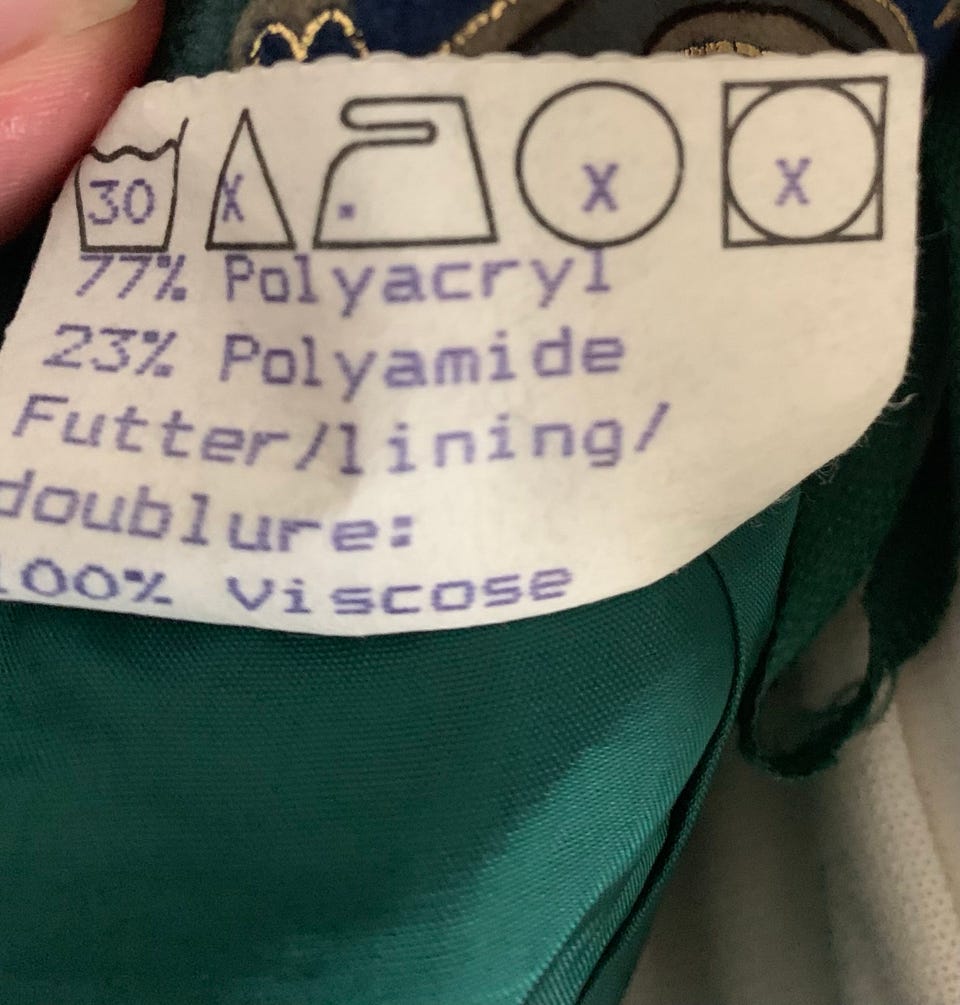 30 X . X X
77% Polyacryl
23% Polyamide
Futter/lining/
doublure:
100% Viscose